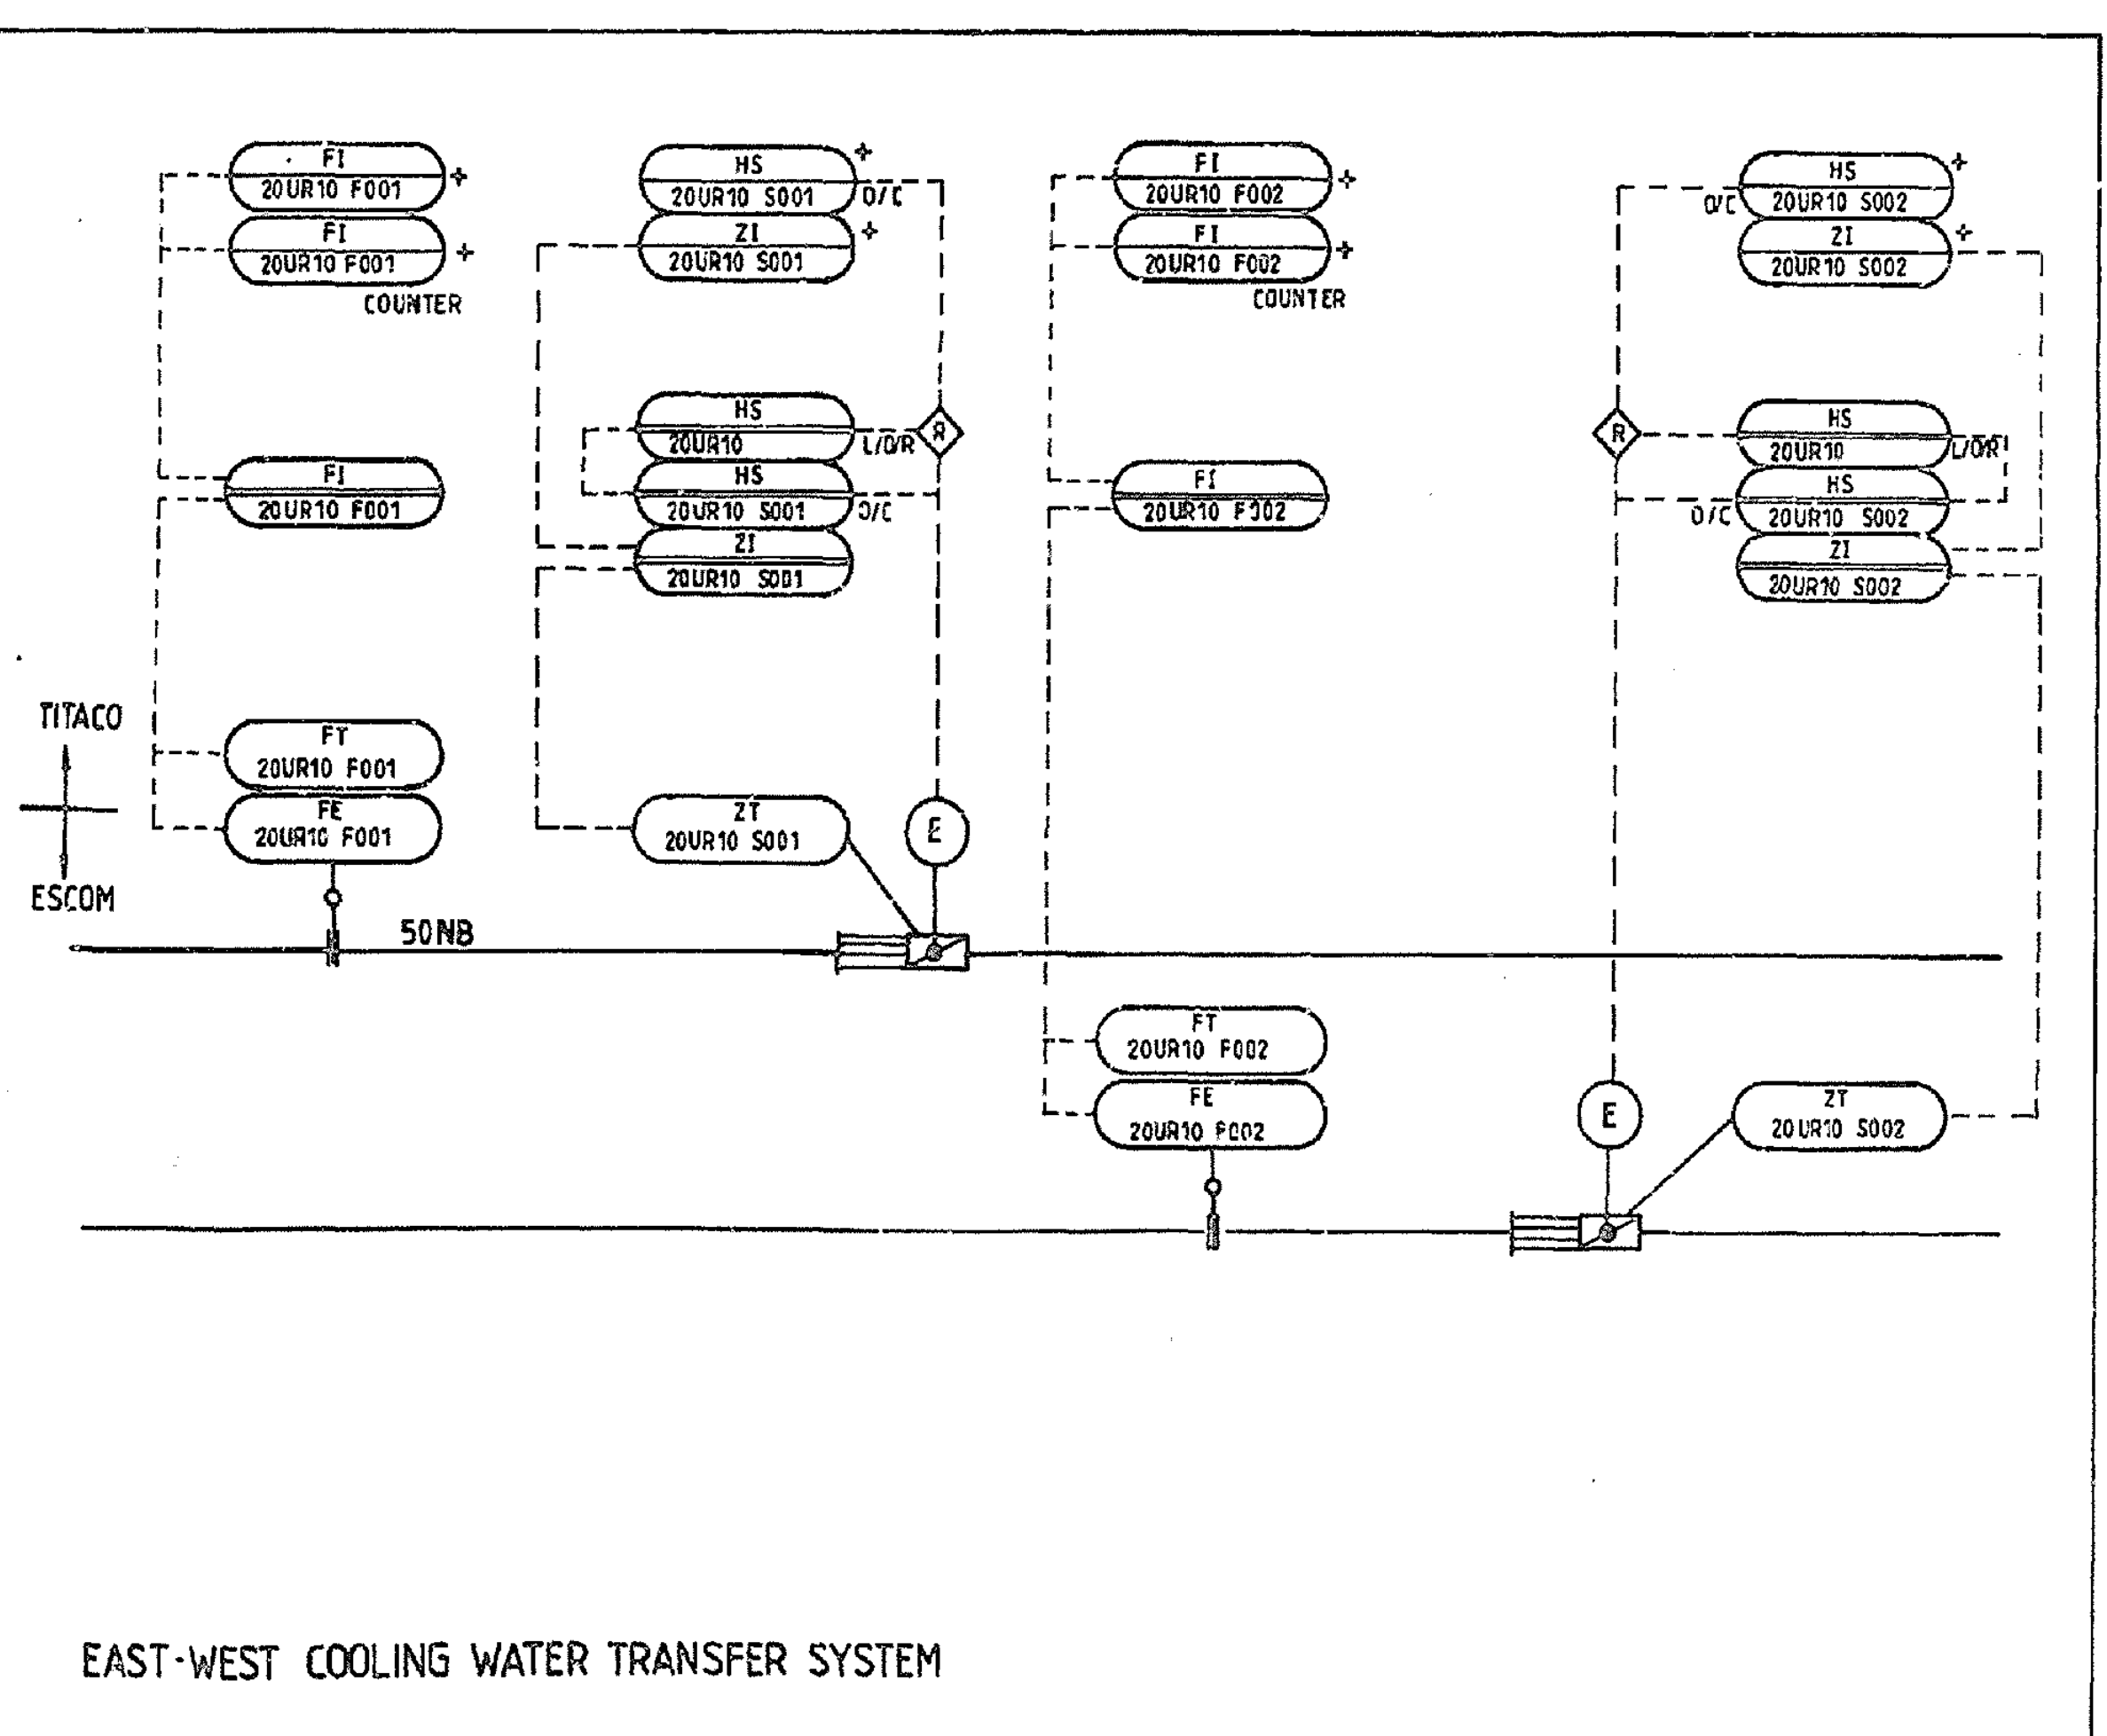 FI
20UR10 F001
FI
20UR10 F001
COUNTER
HS
20UR10 S001
O/C
ZI
20UR10 S001
FI
20UR10 F002
FI
20UR10 F002
COUNTER
HS
20UR10 S002
O/C
ZI
20UR10 S002
FI
20UR10 F001
HS
20UR10
L/O/R
R
HS
20UR10 S001
O/C
ZI
20UR10 S001
FI
20UR10 F002
R
HS
20UR10
L/O/R
HS
20UR10 S002
O/C
ZI
20UR10 S002
TITACO
ESCOM
FT
20UR10 F001
FE
20UR10 F001
50NB
ZT
20UR10 S001
E
FT
20UR10 F002
FE
20UR10 F002
E
ZT
20UR10 S002
EAST-WEST COOLING WATER TRANSFER SYSTEM